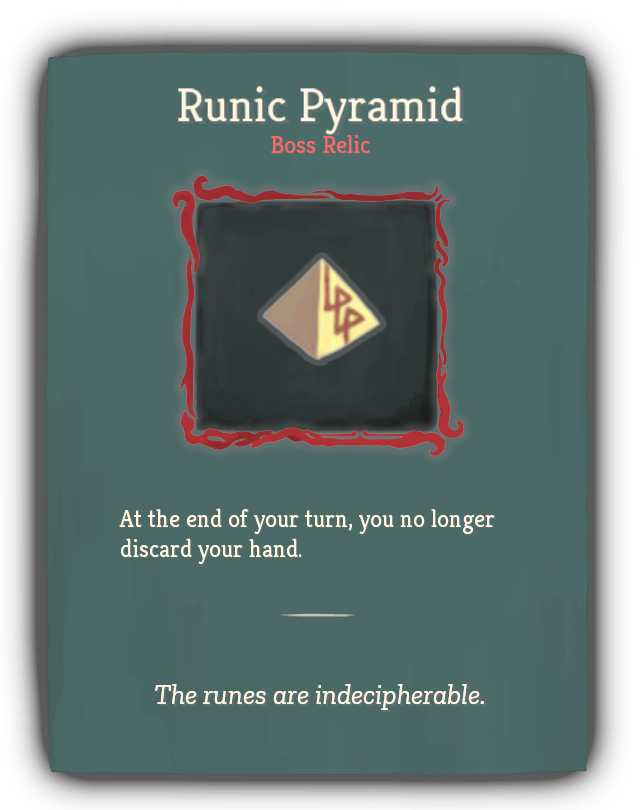 Runic Pyramid
Boss Relic
At the end of your turn, you no longer
discard your hand.
The runes are indecipherable.